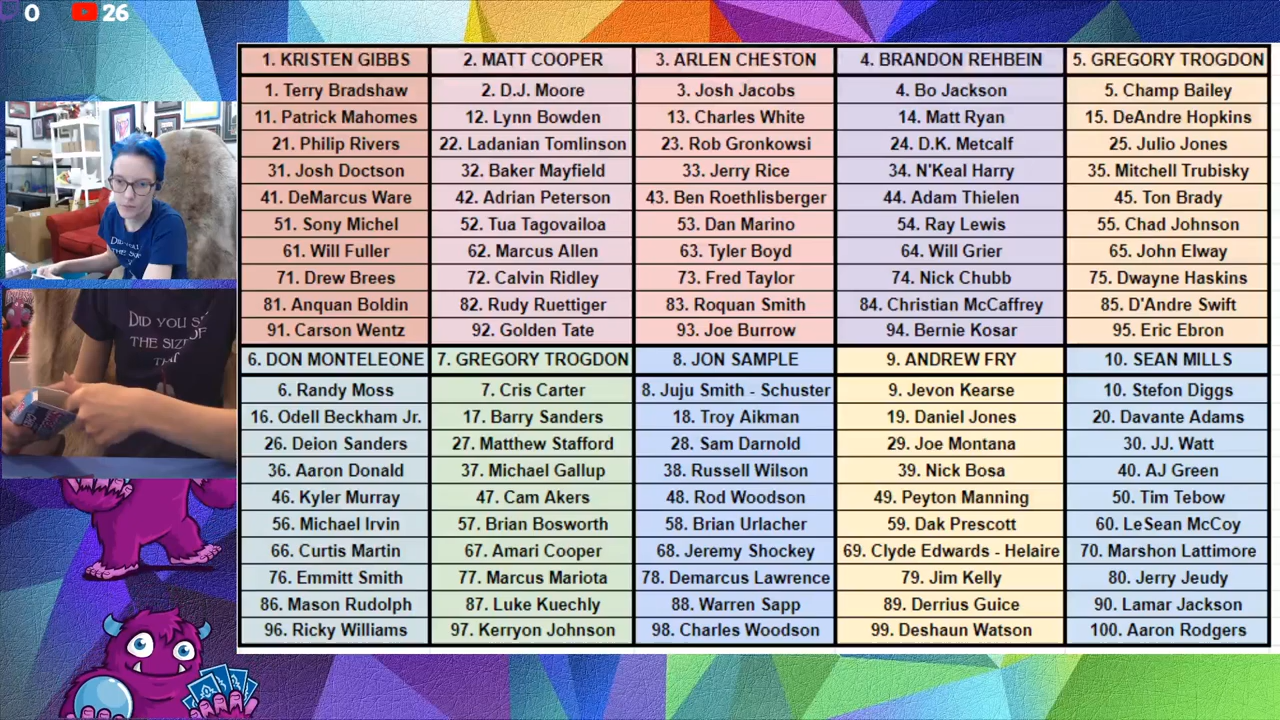 0 26
1. KRISTEN GIBBS 2. MATT COOPER 3. ARLEN CHESTON 4. BRANDON REHBEIN 5. GREGORY TROGDON
1. Terry Bradshaw 2. D.J. Moore 3. Josh Jacobs 4. Bo Jackson 5. Champ Bailey
11. Patrick Mahomes 12. Lynn Bowden 13. Charles White 14. Matt Ryan 15. DeAndre Hopkins
21. Philip Rivers 22. Ladanian Tomlinson 23. Rob Gronkowsi 24. D.K. Metcalf 25. Julio Jones
31. Josh Doctson 32. Baker Mayfield 33. Jerry Rice 34. N'Keal Harry 35. Mitchell Trubisky
41. DeMarcus Ware 42. Adrian Peterson 43. Ben Roethlisberger 44. Adam Thielen 45. Ton Brady
51. Sony Michel 52. Tua Tagovailoa 53. Dan Marino 54. Ray Lewis 55. Chad Johnson
61. Will Fuller 62. Marcus Allen 63. Tyler Boyd 64. Will Grier 65. John Elway
71. Drew Brees 72. Calvin Ridley 73. Fred Taylor 74. Nick Chubb 75. Dwayne Haskins
81. Anquan Boldin 82. Rudy Ruettiger 83. Roquan Smith 84. Christian McCaffrey 85. D'Andre Swift
91. Carson Wentz 92. Golden Tate 93. Joe Burrow 94. Bernie Kosar 95. Eric Ebron
6. DON MONTELEONE 7. GREGORY TROGDON 8. JON SAMPLE 9. ANDREW FRY 10. SEAN MILLS
6. Randy Moss 7. Cris Carter 8. Juju Smith - Schuster 9. Jevon Kearse 10. Stefon Diggs
16. Odell Beckham Jr. 17. Barry Sanders 18. Troy Aikman 19. Daniel Jones 20. Davante Adams
26. Deion Sanders 27. Matthew Stafford 28. Sam Darnold 29. Joe Montana 30. JJ. Watt
36. Aaron Donald 37. Michael Gallup 38. Russell Wilson 39. Nick Bosa 40. AJ Green
46. Kyler Murray 47. Cam Akers 48. Rod Woodson 49. Peyton Manning 50. Tim Tebow
56. Michael Irvin 57. Brian Bosworth 58. Brian Urlacher 59. Dak Prescott 60. LeSean McCoy
66. Curtis Martin 67. Amari Cooper 68. Jeremy Shockey 69. Clyde Edwards - Helaire 70. Marshon Lattimore
76. Emmitt Smith 77. Marcus Mariota 78. Demarcus Lawrence 79. Jim Kelly 80. Jerry Jeudy
86. Mason Rudolph 87. Luke Kuechly 88. Warren Sapp 89. Derrius Guice 90. Lamar Jackson
96. Ricky Williams 97. Kerryon Johnson 98. Charles Woodson 99. Deshaun Watson 100. Aaron Rodgers
DID YOU
OF
THE